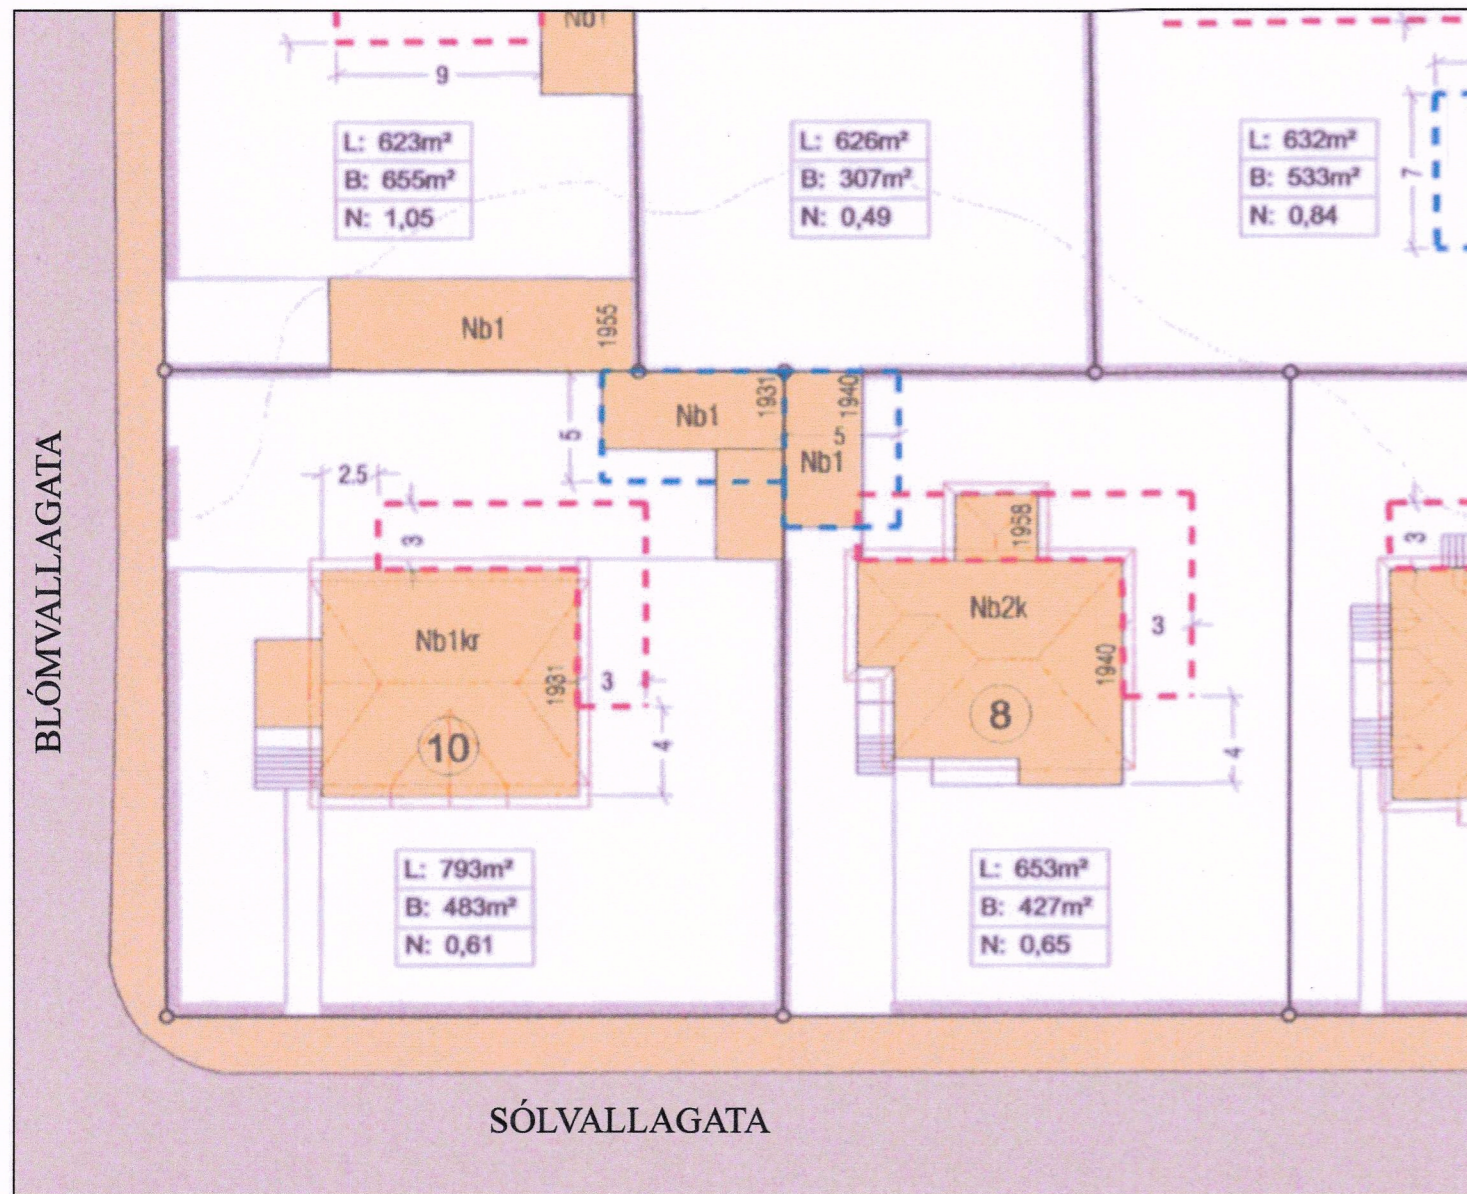 Nb1
9
L: 623m²
B: 655m²
N: 1,05
L: 626m²
B: 307m²
N: 0,49
L: 632m²
B: 533m²
N: 0,84
7
Nb1
1955
Nb1
1931
1940
5
5
Nb1
2.5
3
1958
3
Nb1kr
1931
3
Nb2k
1940
3
10
4
8
4
L: 793m²
B: 483m²
N: 0,61
L: 653m²
B: 427m²
N: 0,65
BLÓMVALLAGATA
SÓLVALLAGATA